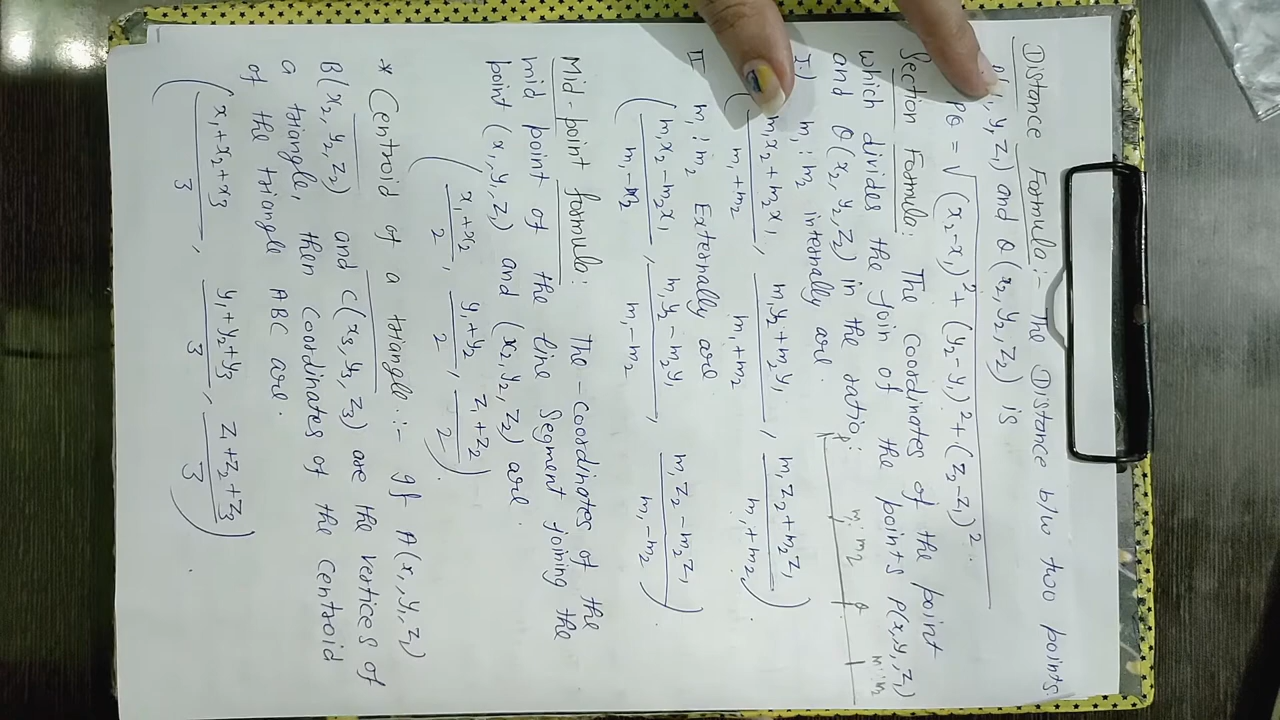 Distance Formula:- The Distance b/w two points
y, z₁) and Q(x₂, y₂, z₂) is
PQ = √(x₂-x₁)² + (y₂-y₁)² + (z₂-z₁)².
Section Formula: The Coordinates of the point
which divides the join of the points P(x,y,z₁)
and Q(x₂, y₂, z₂) in the ratio:
I.) m₁:m₂ internally are.
(m₁x₂+m₂x₁/m₁+m₂, m₁y₂+m₂y₁/m₁+m₂, m₁z₂+m₂z₁/m₁+m₂)
m₁:m₂
II m₁:m₂ Externally are
(m₁x₂-m₂x₁/m₁-m₂, m₁y₂-m₂y₁/m₁-m₂, m₁z₂-m₂z₁/m₁-m₂)
Mid-point formula: The -Coordinates of the
mid point of the line Segment joining the
point (x₁,y₁,z₁) and (x₂,y₂,z₂) are.
(x₁+x₂/2, y₁+y₂/2, z₁+z₂/2).
* Centroid of a triangle:- If A(x₁,y₁,z₁)
B(x₂,y₂,z₂) and C(x₃,y₃,z₃) are the vertices of
a triangle, then Coordinates of the Centroid
of the triangle ABC are.
(x₁+x₂+x₃/3, y₁+y₂+y₃/3, z₁+z₂+z₃/3)